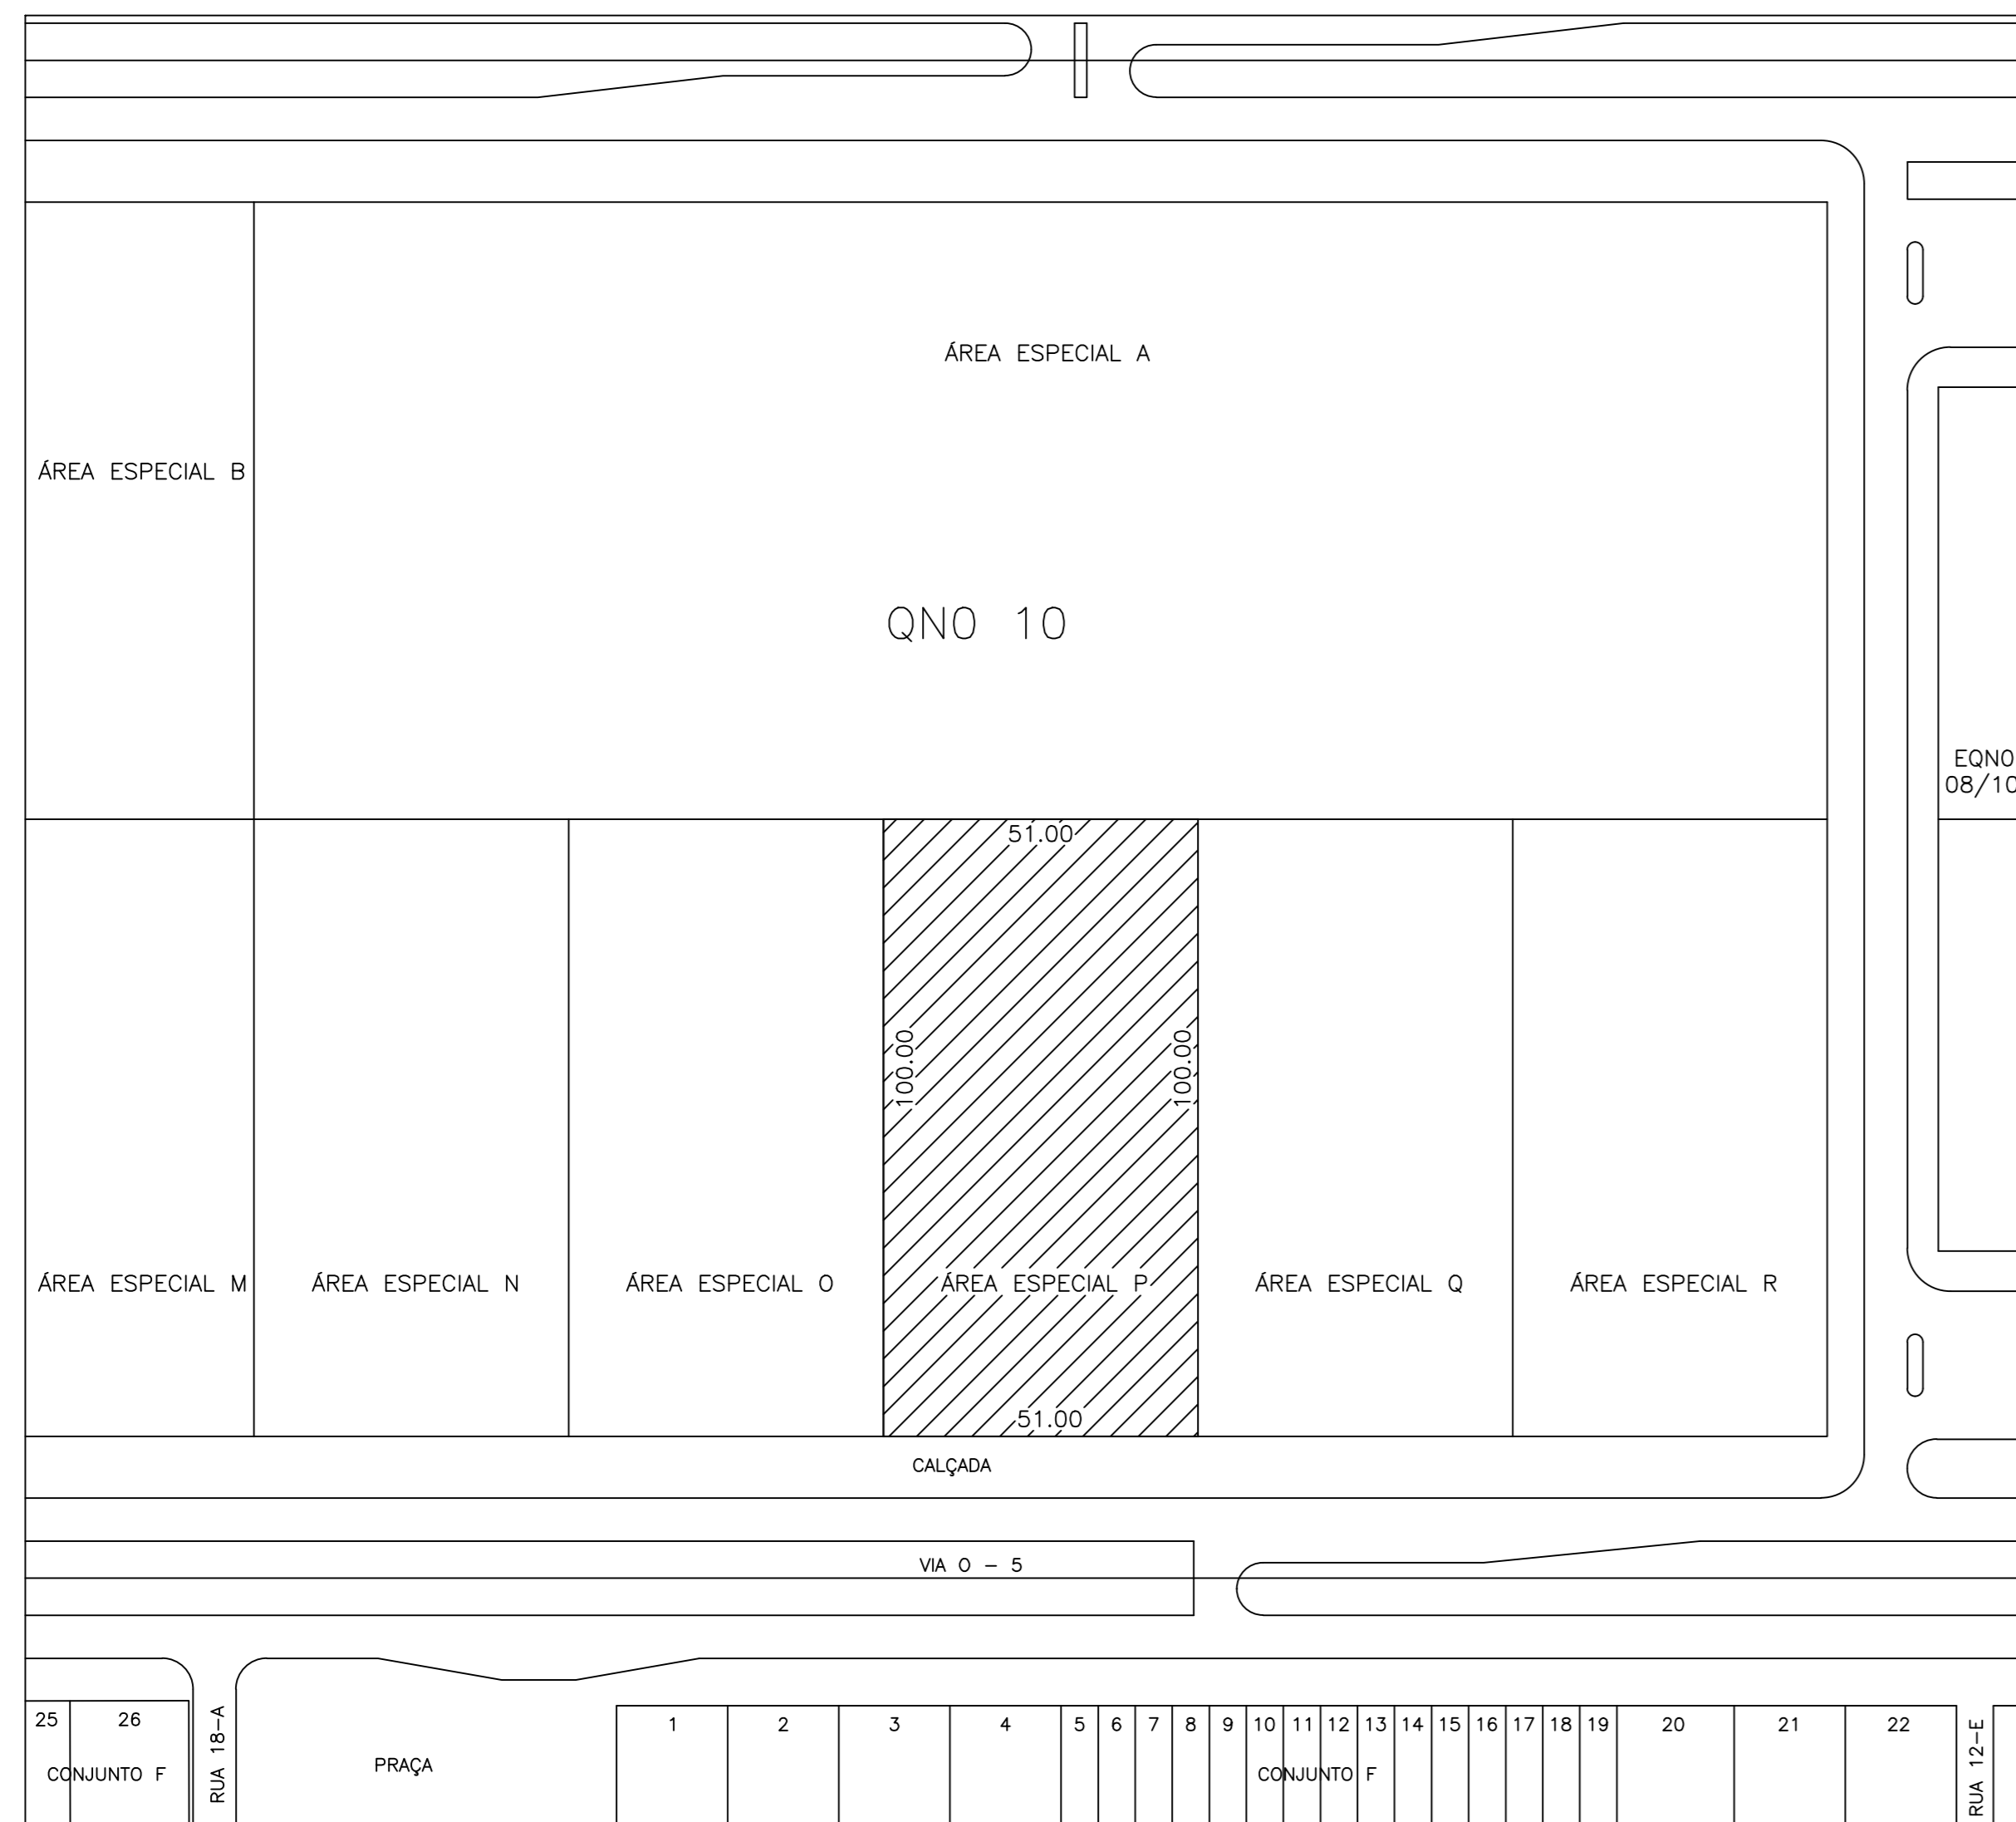 ÁREA ESPECIAL A
ÁREA ESPECIAL B
QNO 10
EQNO
08/10
51.00
100.00
100.00
ÁREA ESPECIAL M
ÁREA ESPECIAL N
ÁREA ESPECIAL O
ÁREA ESPECIAL P
ÁREA ESPECIAL Q
ÁREA ESPECIAL R
51.00
CALÇADA
VIA O - 5
25
26
CONJUNTO F
RUA 18-A
PRAÇA
1
2
3
4
5
6
7
8
9
10
11
12
13
14
15
16
17
18
19
20
21
22
CONJUNTO F
RUA 12-E